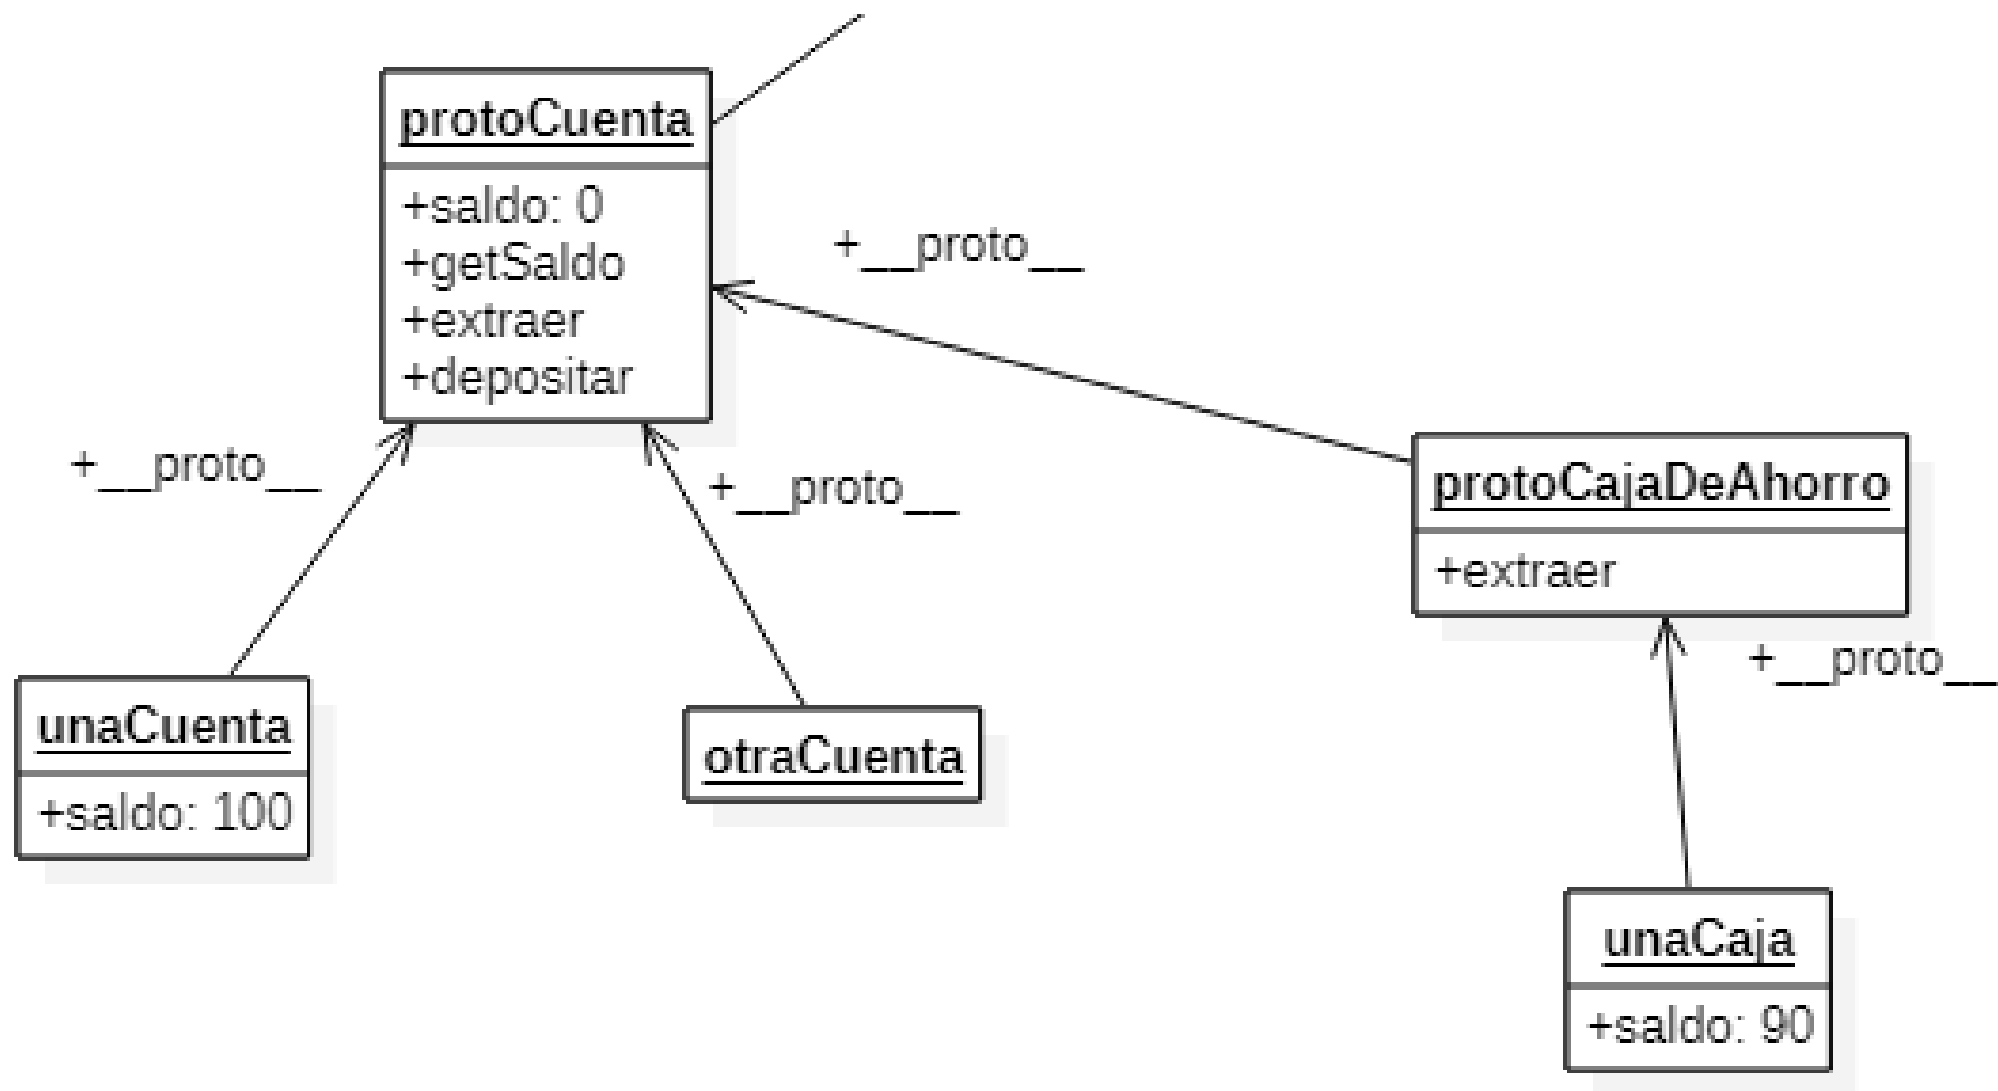 protoCuenta
+saldo: 0
+getSaldo
+extraer
+depositar
+__proto__
+__proto__
+__proto__
protoCajaDeAhorro
+extraer
+__proto__
unaCuenta
+saldo: 100
otraCuenta
unaCaja
+saldo: 90